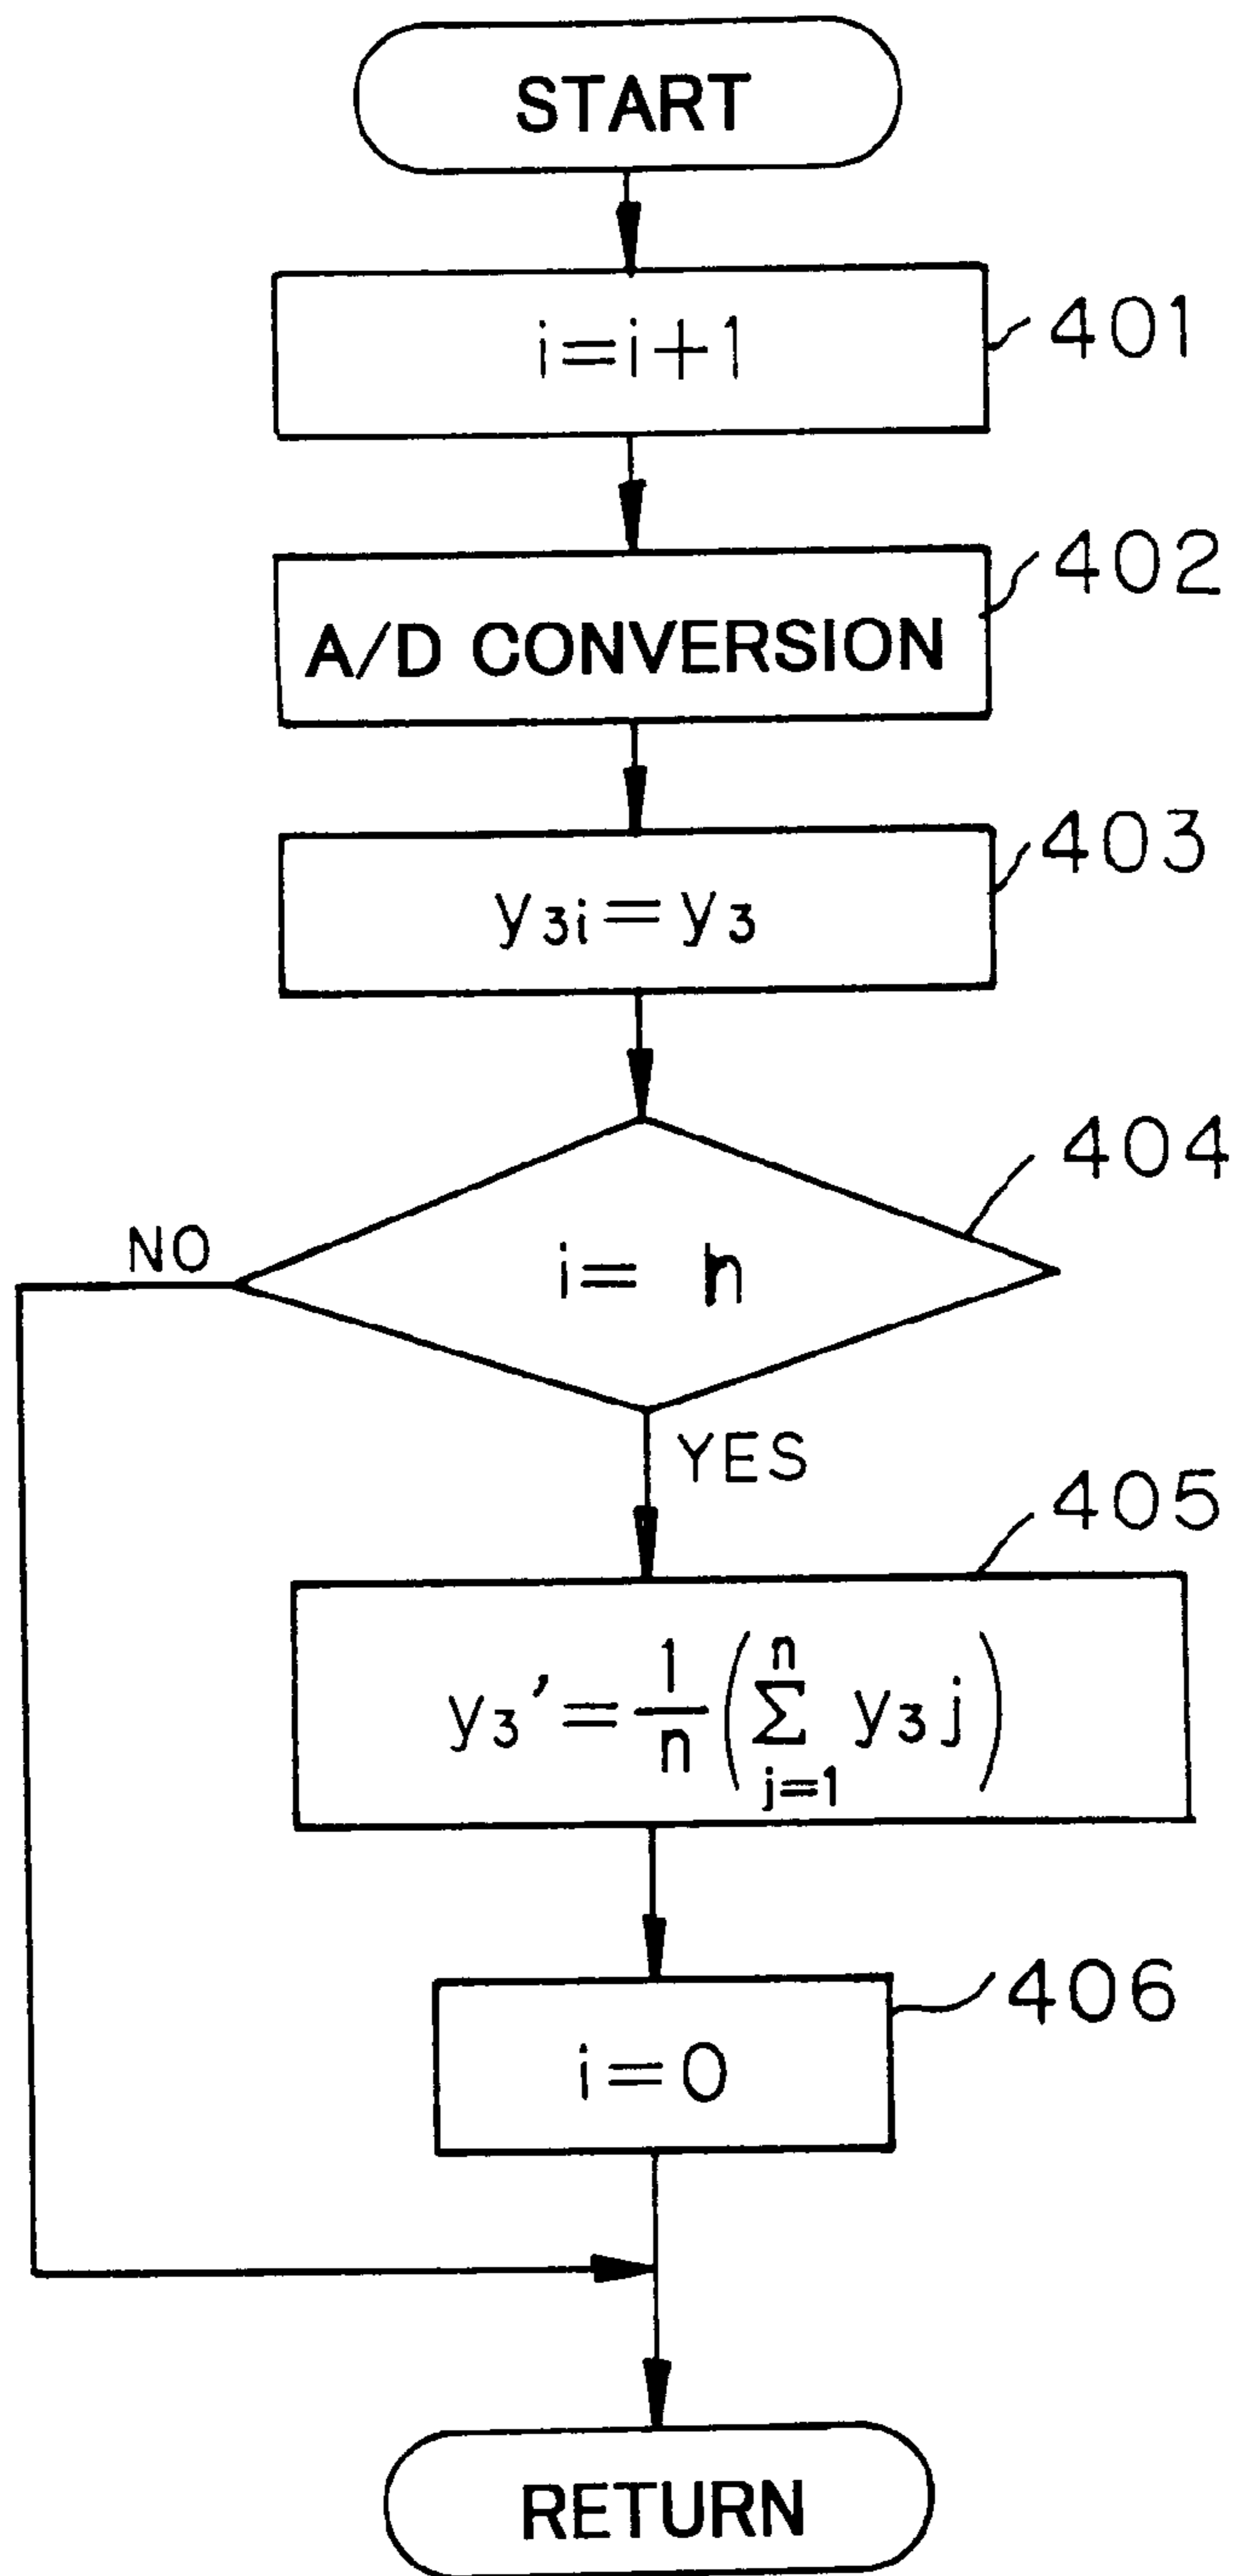 START
i=i+1
401
A/D CONVERSION
402
y₃ᵢ=y₃
403
i= n
404
NO
YES
405
y₃'=1/n(∑ⁿⱼ₌₁ y₃j)
i=0
406
RETURN